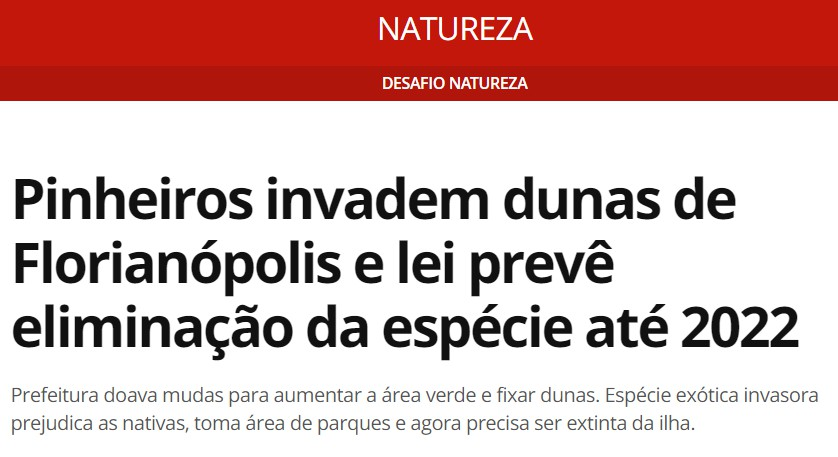 NATUREZA
DESAFIO NATUREZA
Pinheiros invadem dunas de
Florianópolis e lei prevê
eliminação da espécie até 2022
Prefeitura doava mudas para aumentar a área verde e fixar dunas. Espécie exótica invasora
prejudica as nativas, toma área de parques e agora precisa ser extinta da ilha.